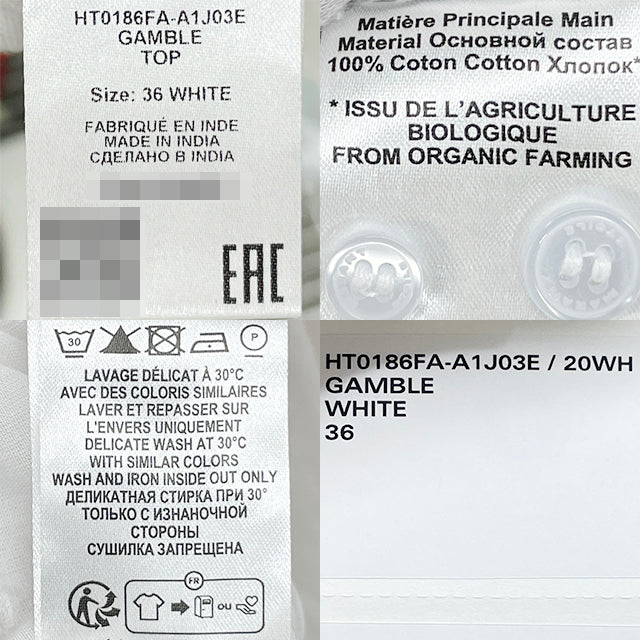 HT0186FA-A1J03E
GAMBLE
TOP
Size: 36 WHITE
FABRIQUÉ EN INDE
MADE IN INDIA
СДЕЛАНО В INDIA
EAC
Matière Principale Main
Material Основной состав
100% Coton Cotton Хлопок*
* ISSU DE L'AGRICULTURE
BIOLOGIQUE
FROM ORGANIC FARMING
30
P
LAVAGE DÉLICAT À 30°C
AVEC DES COLORIS SIMILAIRES
LAVER ET REPASSER SUR
L'ENVERS UNIQUEMENT
DELICATE WASH AT 30°C
WITH SIMILAR COLORS
WASH AND IRON INSIDE OUT ONLY
ДЕЛИКАТНАЯ СТИРКА ПРИ 30°
ТОЛЬКО С ИЗНАНОЧНОЙ
СТОРОНЫ
СУШИЛКА ЗАПРЕЩЕНА
FR
OU
HT0186FA-A1J03E / 20WH
GAMBLE
WHITE
36